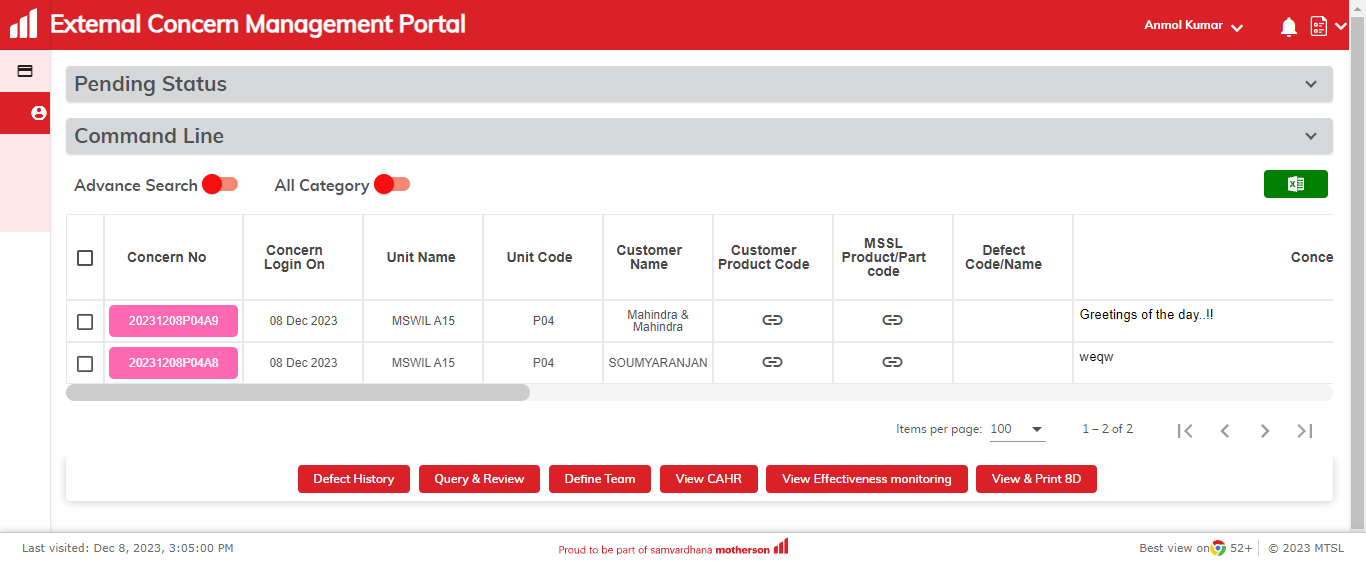 External Concern Management Portal
Anmol Kumar
Pending Status
Command Line
Advance Search
All Category
Concern No
Concern
Login On
Unit Name
Unit Code
Customer
Name
Customer
Product Code
MSSL
Product/Part
code
Defect
Code/Name
Conce
20231208P04A9
08 Dec 2023
MSWIL A15
P04
Mahindra &
Mahindra
Greetings of the day..!!
20231208P04A8
08 Dec 2023
MSWIL A15
P04
SOUMYARANJAN
weqw
Items per page: 100
1 – 2 of 2
Defect History
Query & Review
Define Team
View CAHR
View Effectiveness monitoring
View & Print 8D
Last visited: Dec 8, 2023, 3:05:00 PM
Proud to be part of samvardhana motherson
Best view on 52+
© 2023 MTSL